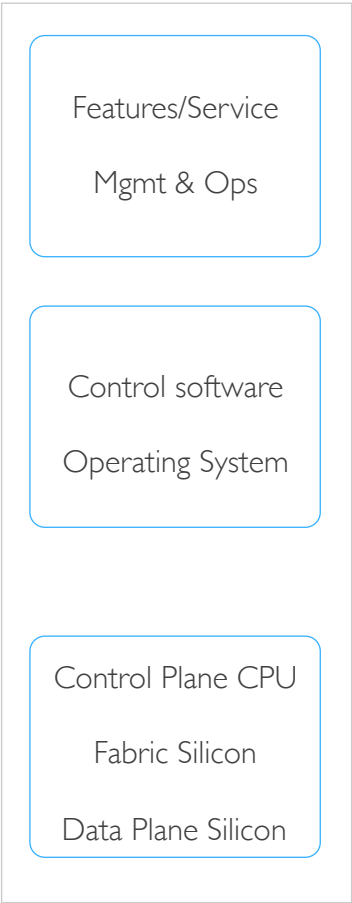 Features/Service
Mgmt & Ops
Control software
Operating System
Control Plane CPU
Fabric Silicon
Data Plane Silicon